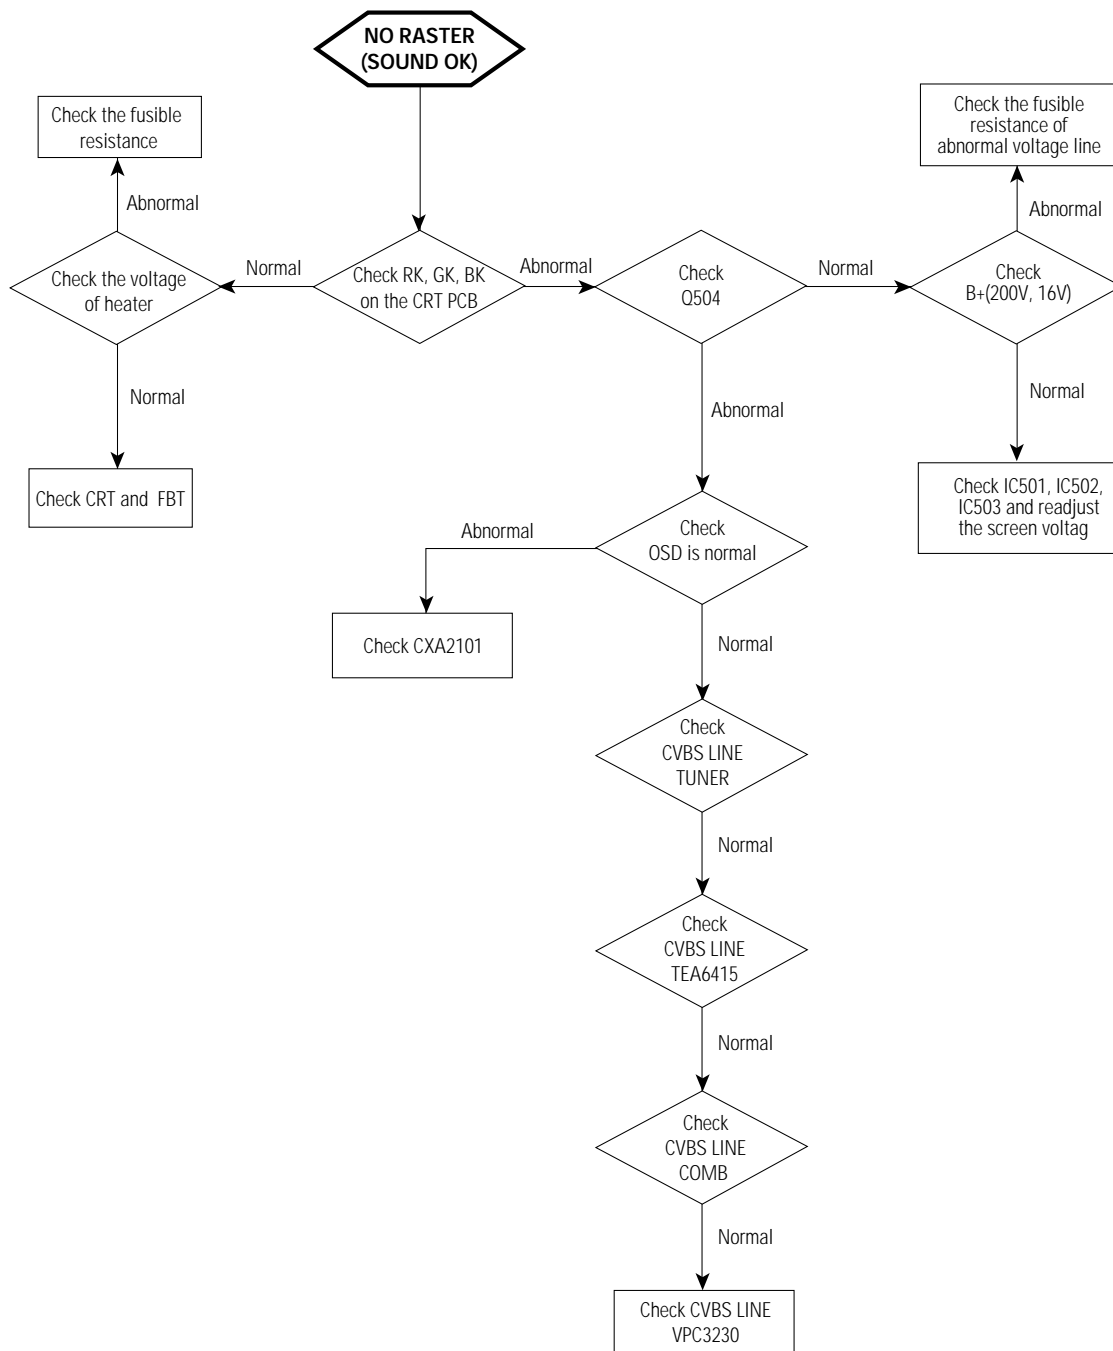 NO RASTER
(SOUND OK)
Check the fusible
resistance
Check the fusible
resistance of
abnormal voltage line
Abnormal
Abnormal
Check the voltage
of heater
Normal
Check RK, GK, BK
on the CRT PCB
Abnormal
Check
Q504
Normal
Check
B+(200V, 16V)
Normal
Abnormal
Normal
Check CRT and FBT
Check IC501, IC502,
IC503 and readjust
the screen voltag
Abnormal
Check
OSD is normal
Check CXA2101
Normal
Check
CVBS LINE
TUNER
Normal
Check
CVBS LINE
TEA6415
Normal
Check
CVBS LINE
COMB
Normal
Check CVBS LINE
VPC3230